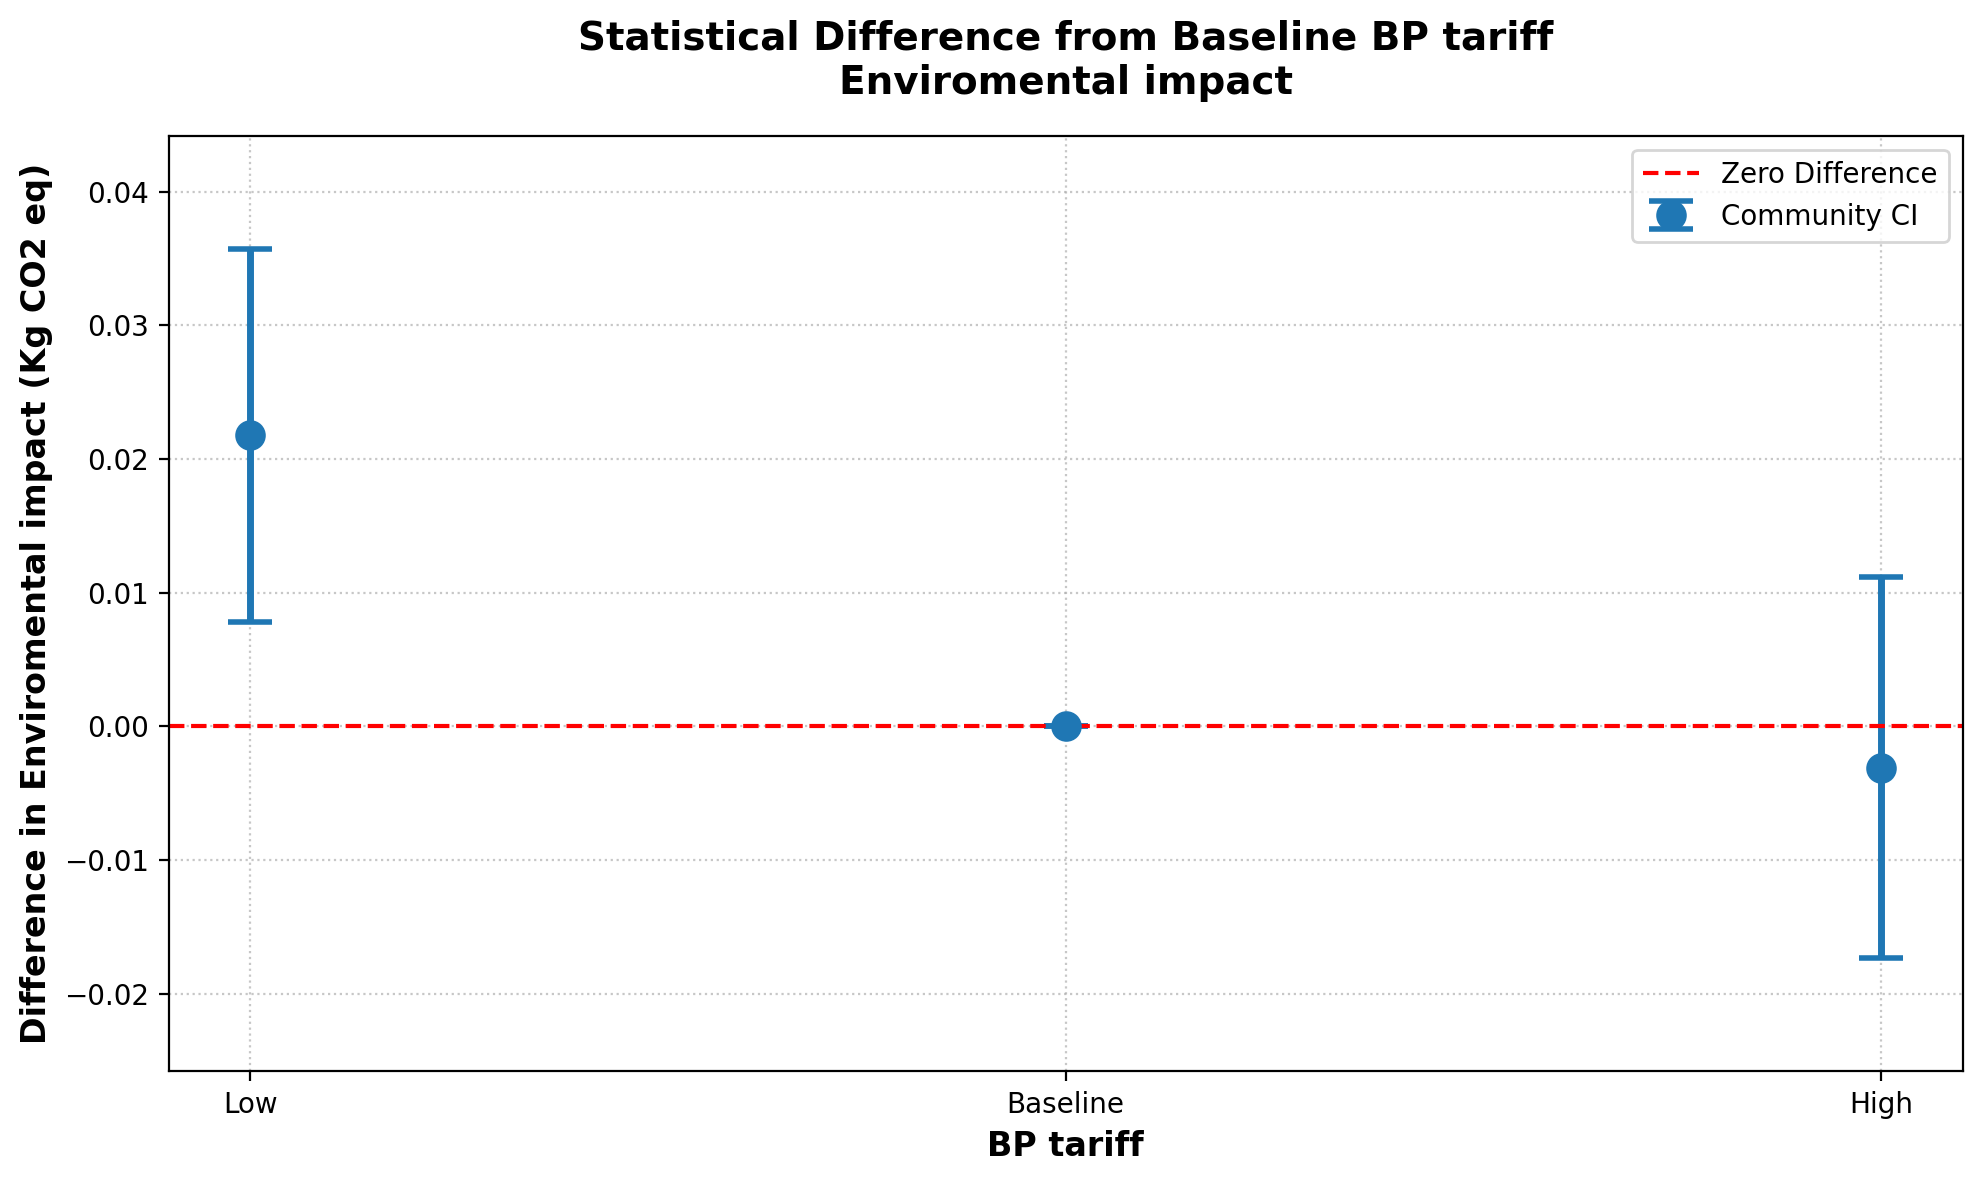 Statistical Difference from Baseline BP tariff
Enviromental impact
Difference in Enviromental impact (Kg CO2 eq)
0.04
0.03
0.02
0.01
0.00
−0.01
−0.02
Zero Difference
Community CI
Low
Baseline
High
BP tariff